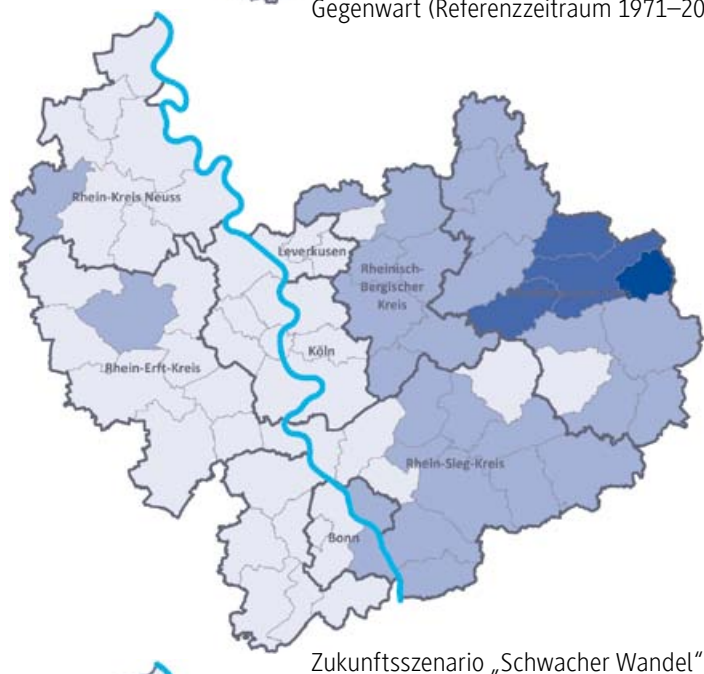 Gegenwart (Referenzzeitraum 1971–20
Rhein-Kreis Neuss
Leverkusen
Rheinisch-
Bergischer
Kreis
Köln
Rhein-Erft-Kreis
Rhein-Sieg-Kreis
Bonn
Zukunftsszenario „Schwacher Wandel"